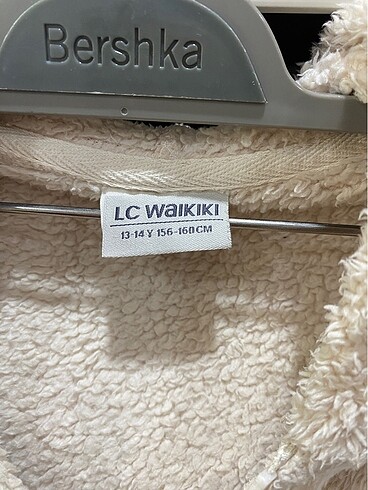 Bershka
LC WAIKIKI
13-14 Y 156-160 CM